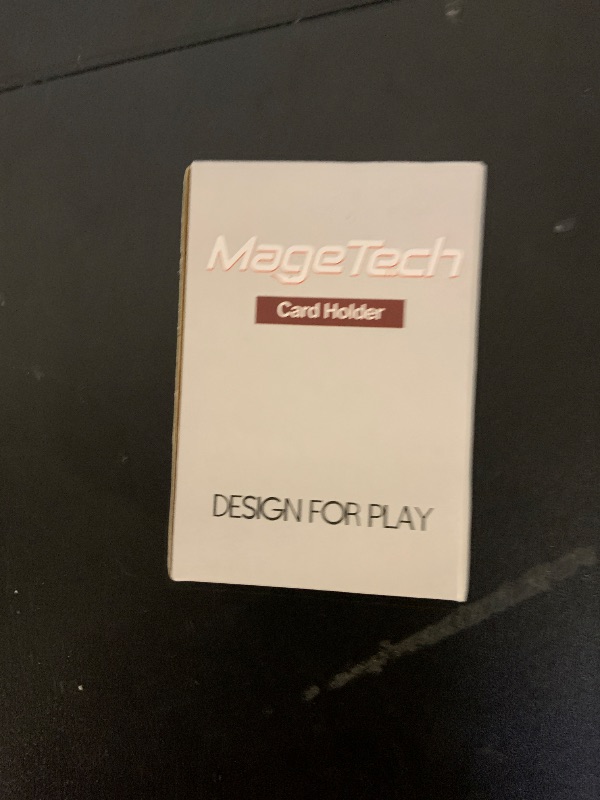 MageTech
Card Holder
DESIGN FOR PLAY